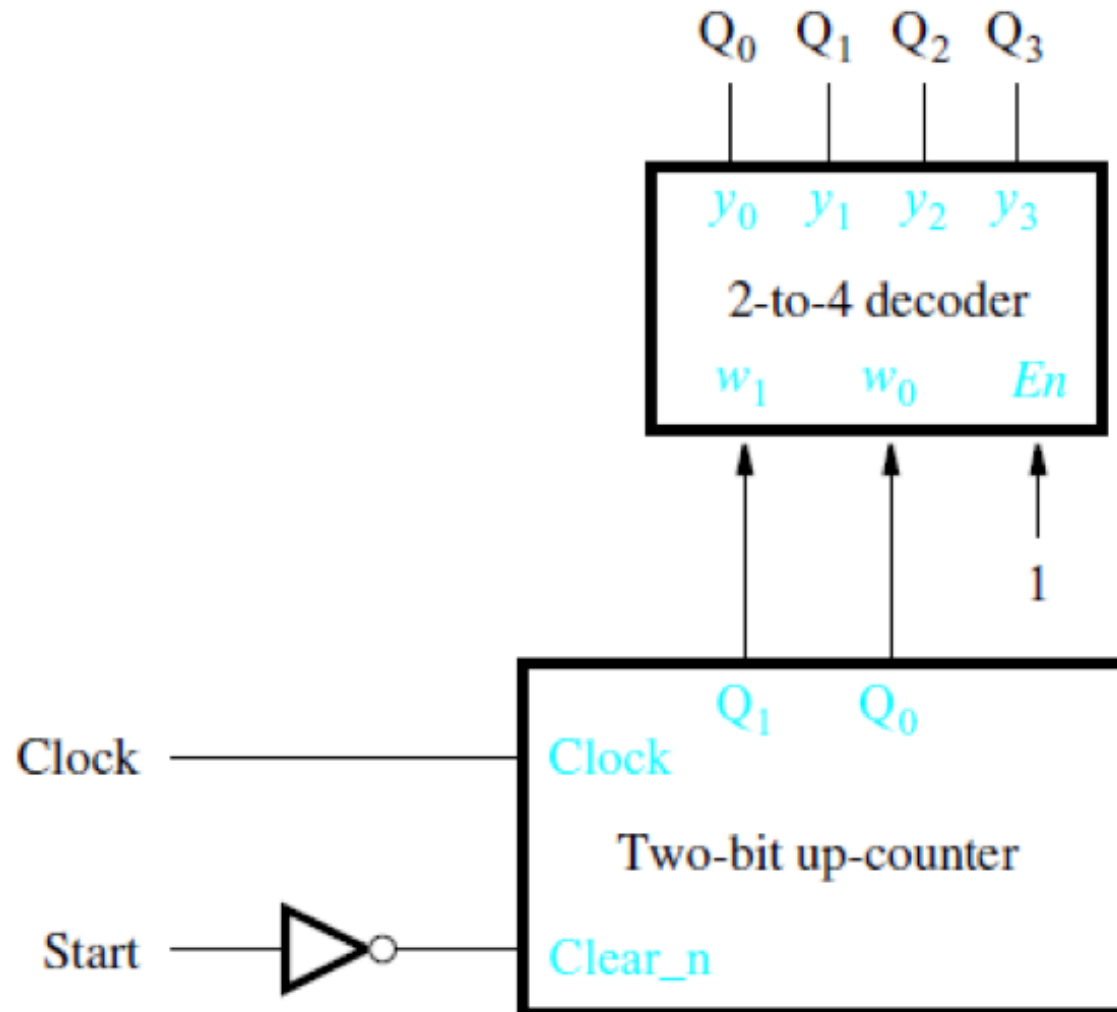 Q₀ Q₁ Q₂ Q₃
y₀ y₁ y₂ y₃
2-to-4 decoder
w₁ w₀ En
1
Q₁ Q₀
Clock Clock
Two-bit up-counter
Start Clear_n